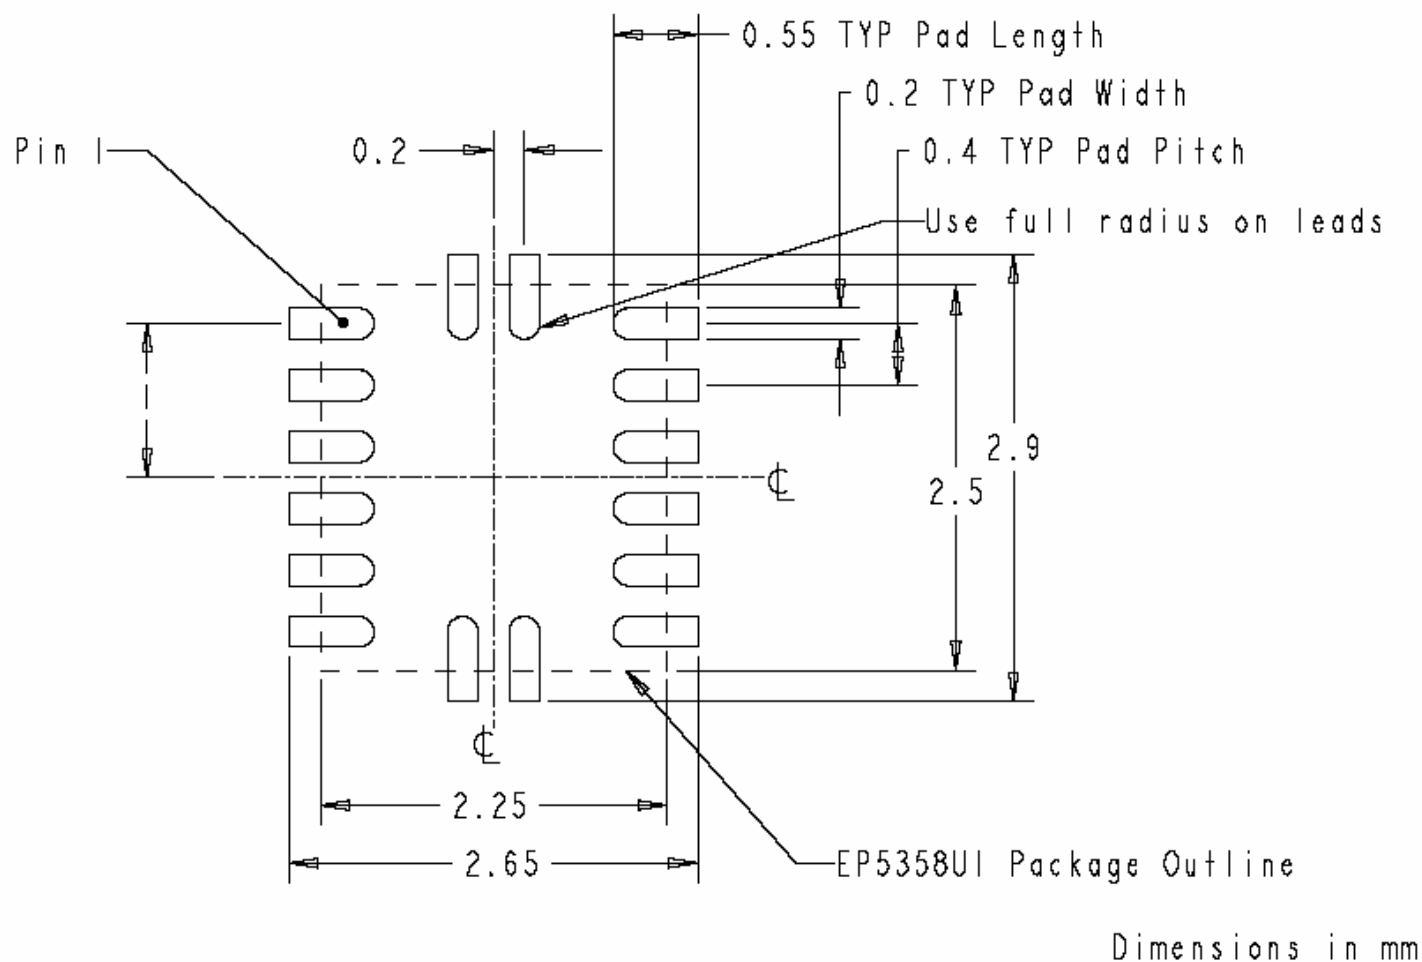 0.55 TYP Pad Length
0.2 TYP Pad Width
Pin 1
0.2
0.4 TYP Pad Pitch
Use full radius on leads
2.9
2.5
℄
℄
2.25
2.65
EP5358UI Package Outline
Dimensions in mm